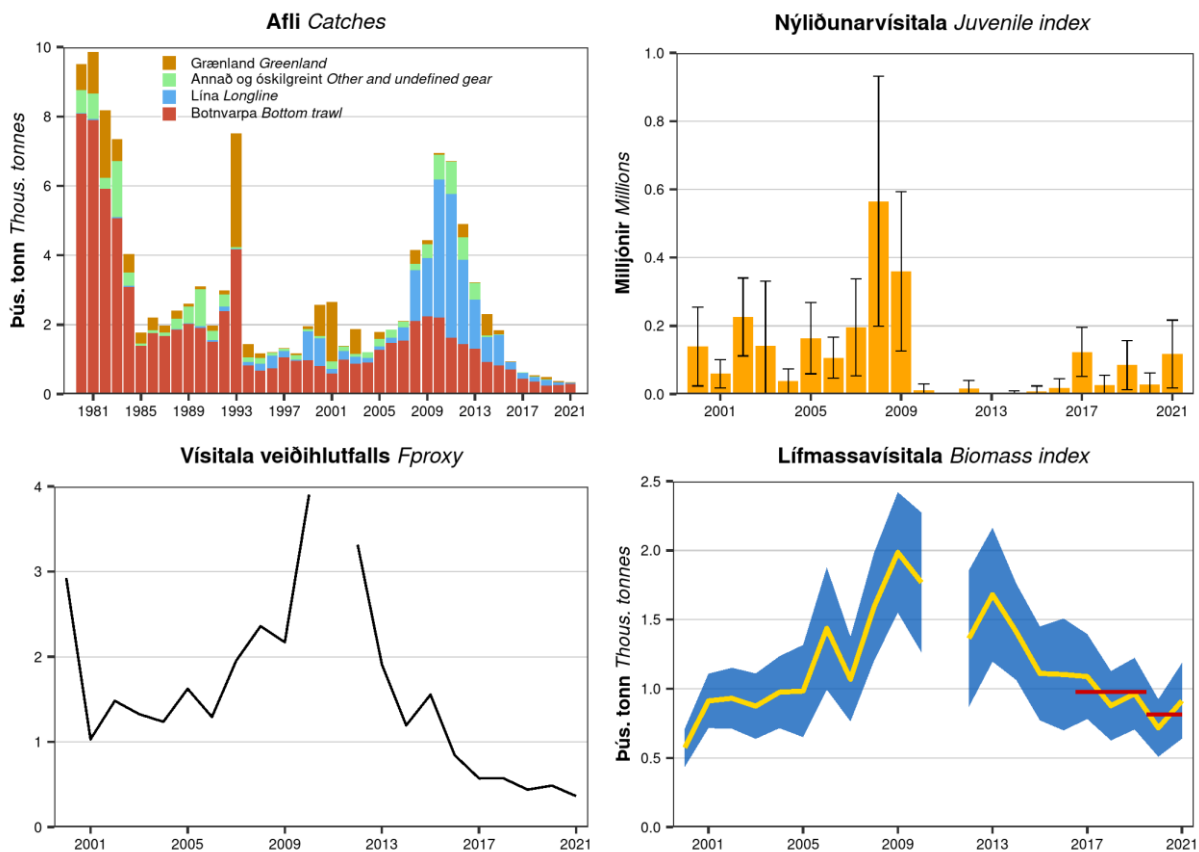 Afli Catches
Þús. tonn Thous. tonnes
10
8
6
4
2
0
Grænland Greenland
Annað og óskilgreint Other and undefined gear
Lína Longline
Botnvarpa Bottom trawl
1981 1985 1989 1993 1997 2001 2005 2009 2013 2017 2021
Nýliðunarvísitala Juvenile index
Milljónir Millions
1.0
0.8
0.6
0.4
0.2
0.0
2001 2005 2009 2013 2017 2021
Vísitala veiðihlutfalls Fproxy
4
3
2
1
0
2001 2005 2009 2013 2017 2021
Lífmassavísitala Biomass index
Þús. tonn Thous. tonnes
2.5
2.0
1.5
1.0
0.5
0.0
2001 2005 2009 2013 2017 2021